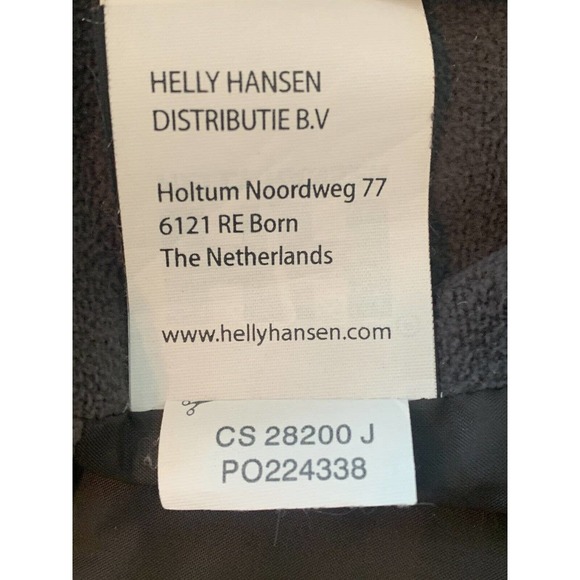 HELLY HANSEN
DISTRIBUTIE B.V
Holtum Noordweg 77
6121 RE Born
The Netherlands
www.hellyhansen.com
CS 28200 J
PO224338